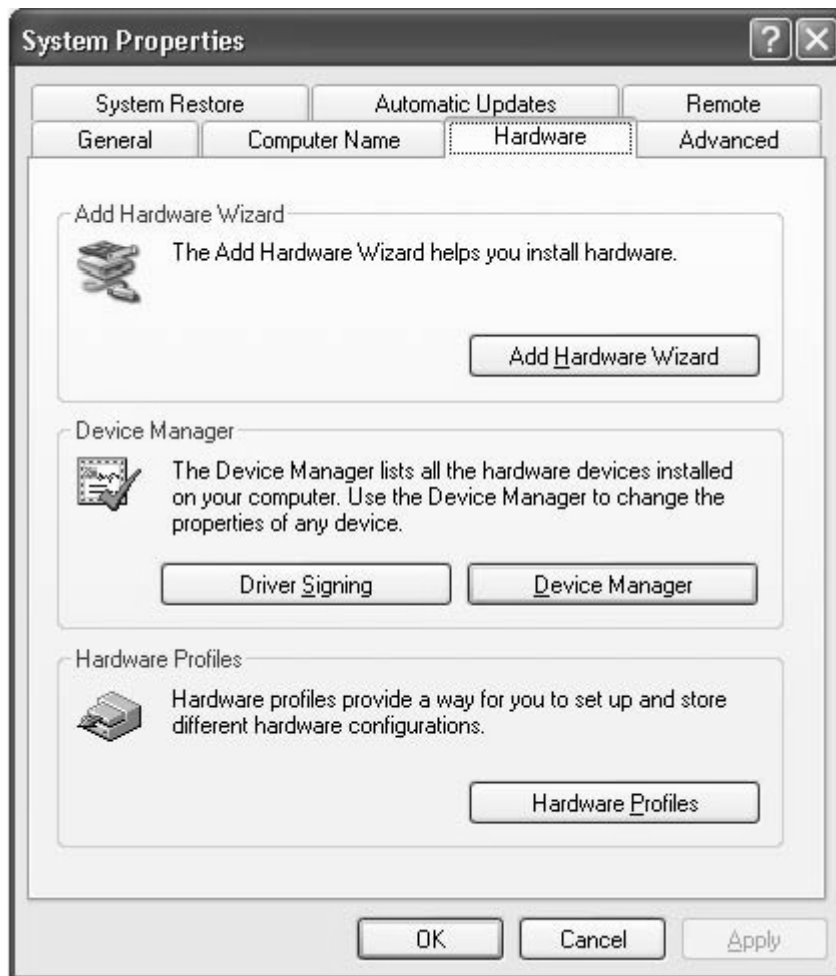 System Properties
System Restore
Automatic Updates
Remote
General
Computer Name
Hardware
Advanced
Add Hardware Wizard
The Add Hardware Wizard helps you install hardware.
Add Hardware Wizard
Device Manager
The Device Manager lists all the hardware devices installed
on your computer. Use the Device Manager to change the
properties of any device.
Driver Signing
Device Manager
Hardware Profiles
Hardware profiles provide a way for you to set up and store
different hardware configurations.
Hardware Profiles
OK
Cancel
Apply